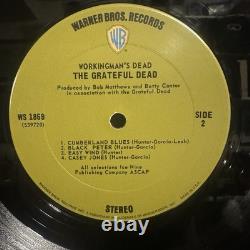 WARNER BROS. RECORDS
WB
WORKINGMAN'S DEAD
THE GRATEFUL DEAD
Produced by Bob Matthews and Betty Cantor
in association with the Grateful Dead
WS 1869
(S39720)
SIDE
2
1. CUMBERLAND BLUES (Hunter-Garcia-Lesh)
2. BLACK PETER (Hunter-Garcia)
3. EASY WIND (Hunter)
4. CASEY JONES (Hunter-Garcia)
All selections Ice Nine
Publishing Company ASCAP
STEREO